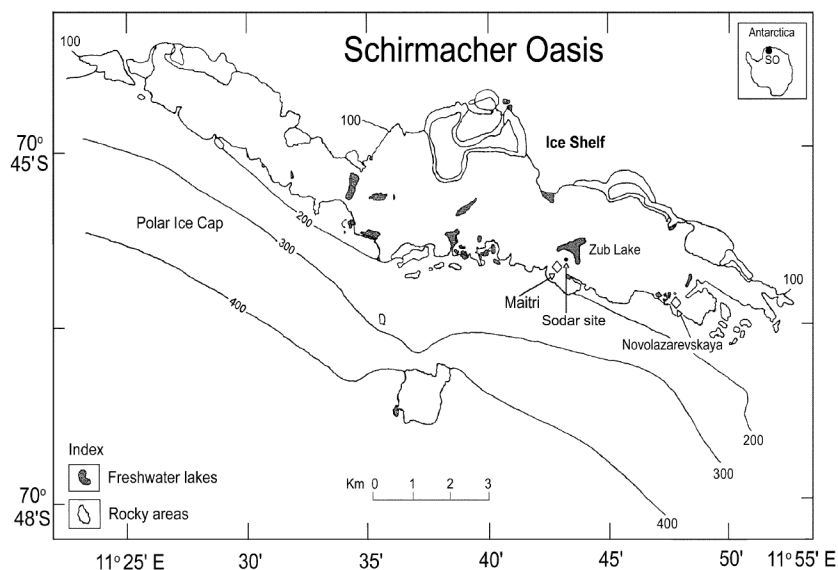 Schirmacher Oasis
Antarctica
SO
100
100
Ice Shelf
70° 45'S
Polar Ice Cap
200
300
400
Zub Lake
Maitri
Sodar site
100
Novolazarevskaya
200
300
400
Index
Freshwater lakes
Rocky areas
Km 0 1 2 3
70° 48'S
11° 25' E 30' 35' 40' 45' 50' 11° 55' E